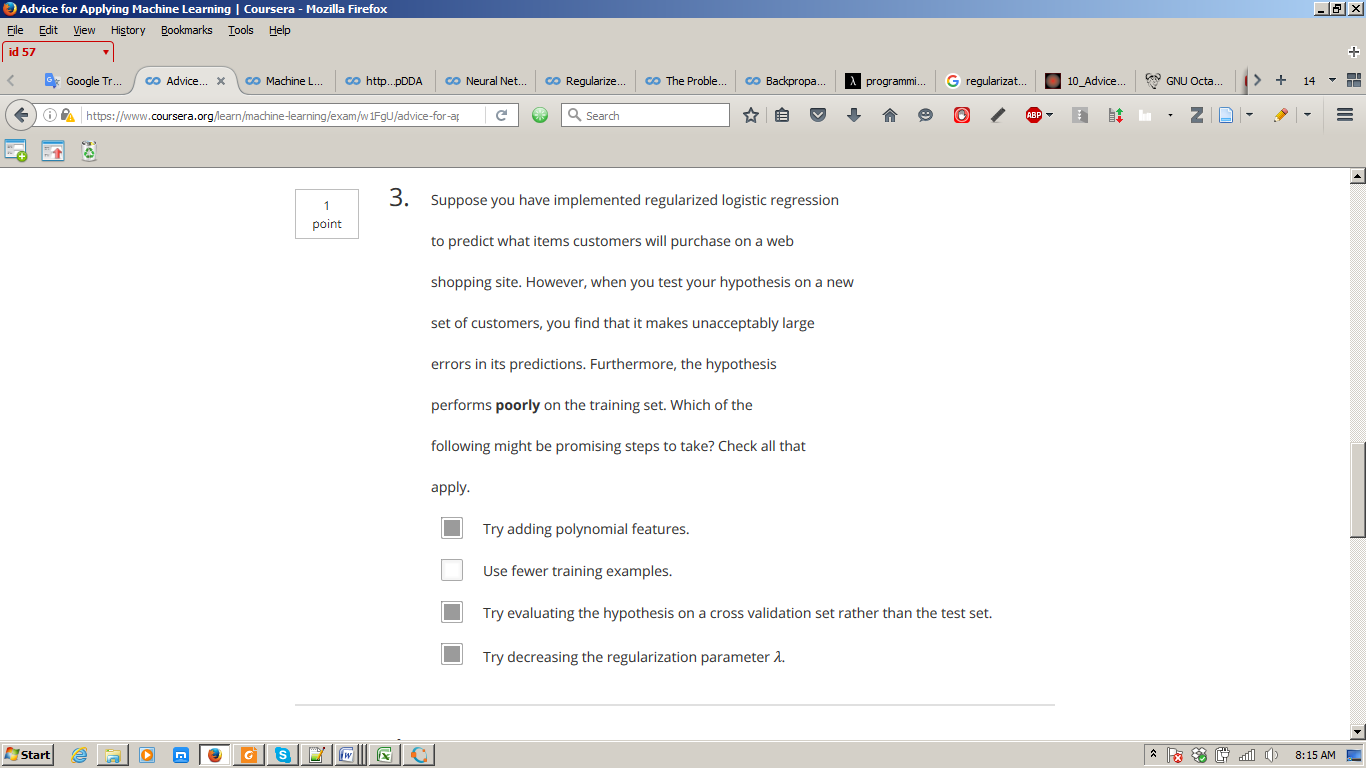 Advice for Applying Machine Learning | Coursera - Mozilla Firefox
File Edit View History Bookmarks Tools Help
id 57
Google Tr... Advice... Machine L... http...pDDA Neural Net... Regularize... The Proble... Backpropa... programmi... regularizat... 10_Advice... GNU Octa... 14
https://www.coursera.org/learn/machine-learning/exam/w1FgU/advice-for-ap Search ABP
1
point
3. Suppose you have implemented regularized logistic regression
to predict what items customers will purchase on a web
shopping site. However, when you test your hypothesis on a new
set of customers, you find that it makes unacceptably large
errors in its predictions. Furthermore, the hypothesis
performs poorly on the training set. Which of the
following might be promising steps to take? Check all that
apply.
Try adding polynomial features.
Use fewer training examples.
Try evaluating the hypothesis on a cross validation set rather than the test set.
Try decreasing the regularization parameter λ.
Start 8:15 AM